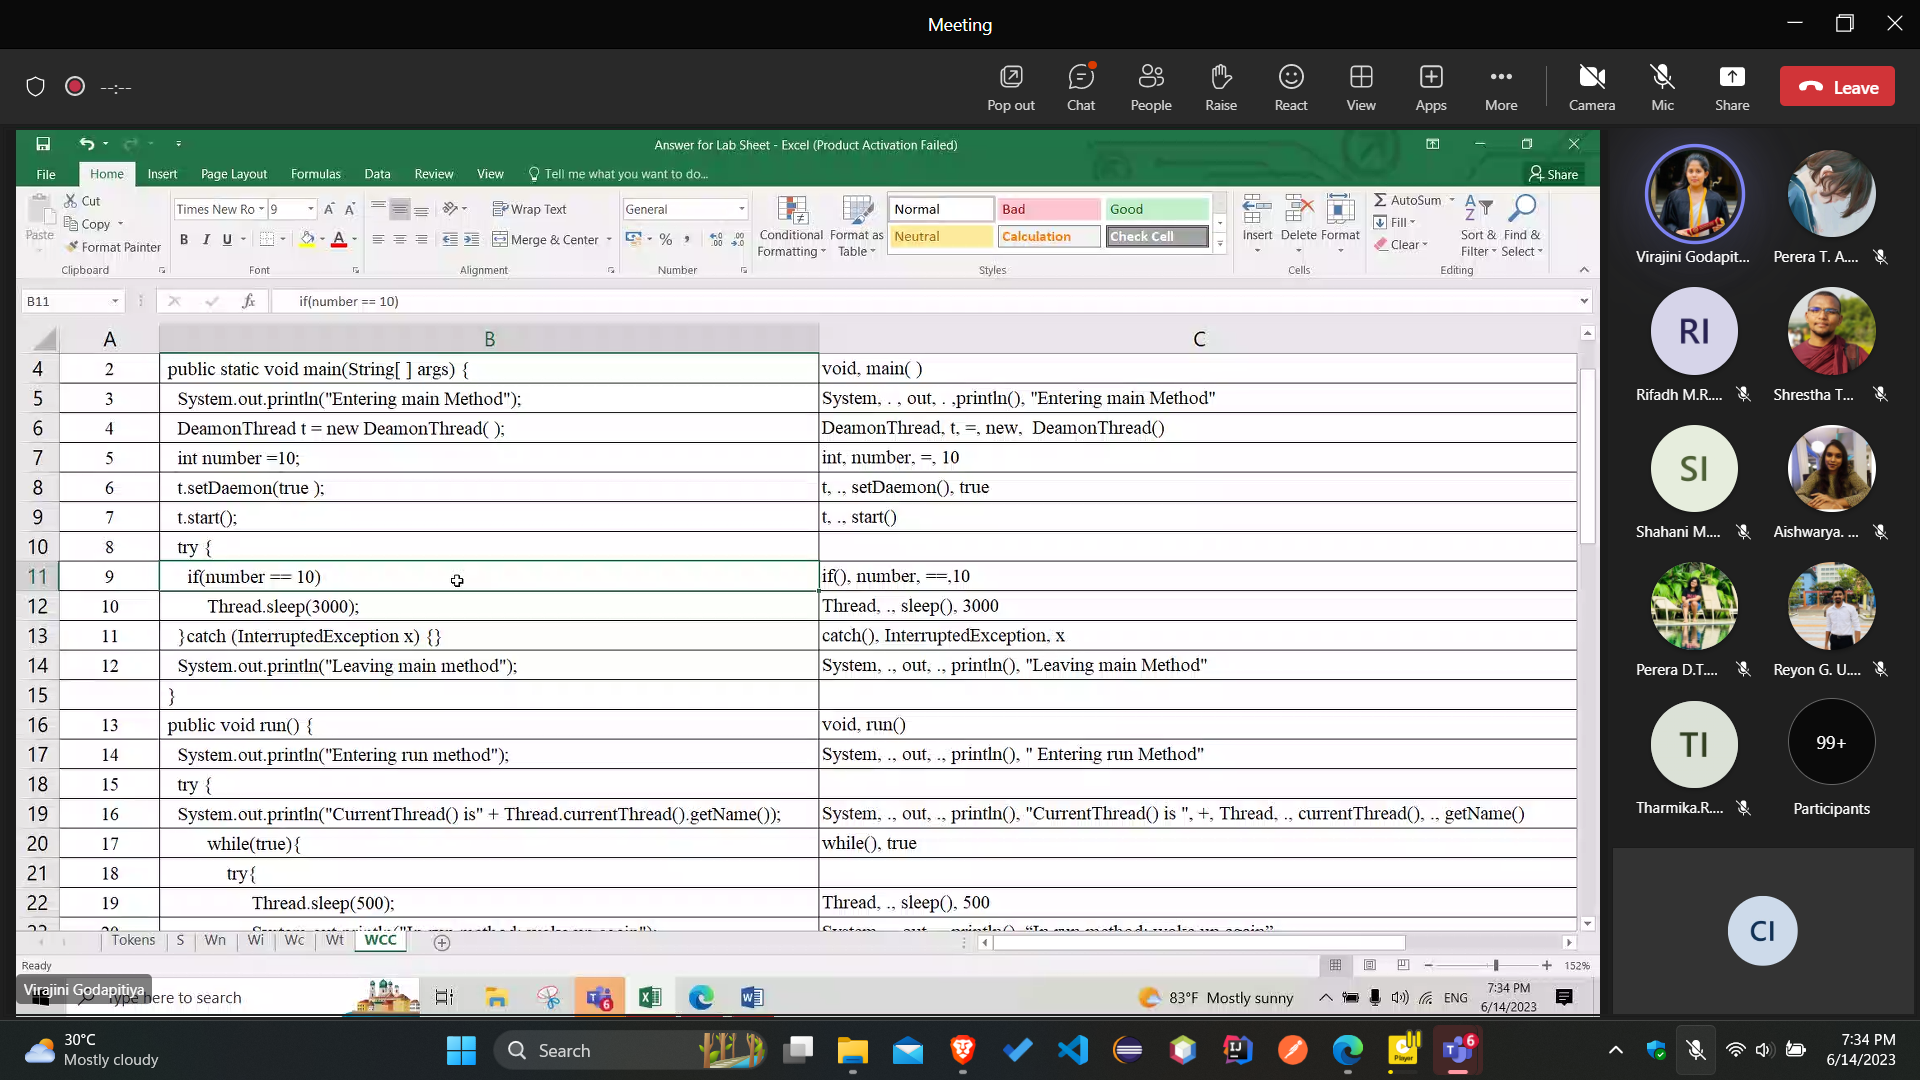 Meeting
--:--
Pop out Chat People Raise React View Apps More Camera Mic Share Leave
Answer for Lab Sheet - Excel (Product Activation Failed)
File Home Insert Page Layout Formulas Data Review View Tell me what you want to do... Share
Paste Cut Copy Format Painter Clipboard
Times New Ro 9 B I U Font
Wrap Text Merge & Center Alignment
General % Number
Conditional Formatting Format as Table
Normal Bad Good
Neutral Calculation Check Cell
Styles
Insert Delete Format Cells
AutoSum Fill Clear Sort & Filter Find & Select Editing
B11 fx if(number == 10)
A B C
4 2 public static void main(String[ ] args) { void, main( )
5 3 System.out.println("Entering main Method"); System, . , out, . ,println(), "Entering main Method"
6 4 DeamonThread t = new DeamonThread( ); DeamonThread, t, =, new, DeamonThread()
7 5 int number =10; int, number, =, 10
8 6 t.setDaemon(true ); t, ., setDaemon(), true
9 7 t.start(); t, ., start()
10 8 try {
11 9 if(number == 10) if(), number, ==,10
12 10 Thread.sleep(3000); Thread, ., sleep(), 3000
13 11 }catch (InterruptedException x) {} catch(), InterruptedException, x
14 12 System.out.println("Leaving main method"); System, ., out, ., println(), "Leaving main Method"
15 }
16 13 public void run() { void, run()
17 14 System.out.println("Entering run method"); System, ., out, ., println(), " Entering run Method"
18 15 try {
19 16 System.out.println("CurrentThread() is" + Thread.currentThread().getName()); System, ., out, ., println(), "CurrentThread() is ", +, Thread, ., currentThread(), ., getName()
20 17 while(true){ while(), true
21 18 try{
22 19 Thread.sleep(500); Thread, ., sleep(), 500
Tokens S Wn Wi Wc Wt WCC
Ready 152%
Virajini Godapitiya
Type here to search
6
83°F Mostly sunny ENG 7:34 PM
6/14/2023
Virajini Godapit... Perera T. A....
RI
Rifadh M.R.... Shrestha T...
SI
Shahani M.... Aishwarya. ...
Perera D.T.... Reyon G. U....
TI 99+
Tharmika.R.... Participants
CI
30°C
Mostly cloudy
Search
IJ
Player
6
7:34 PM
6/14/2023